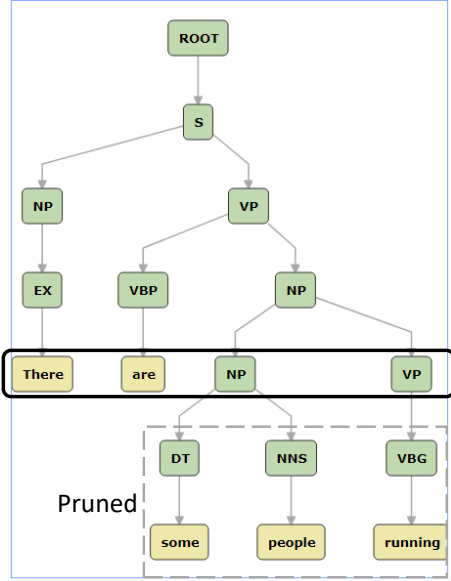 ROOT
S
NP VP
EX VBP NP
There are NP VP
DT NNS VBG
Pruned
some people running